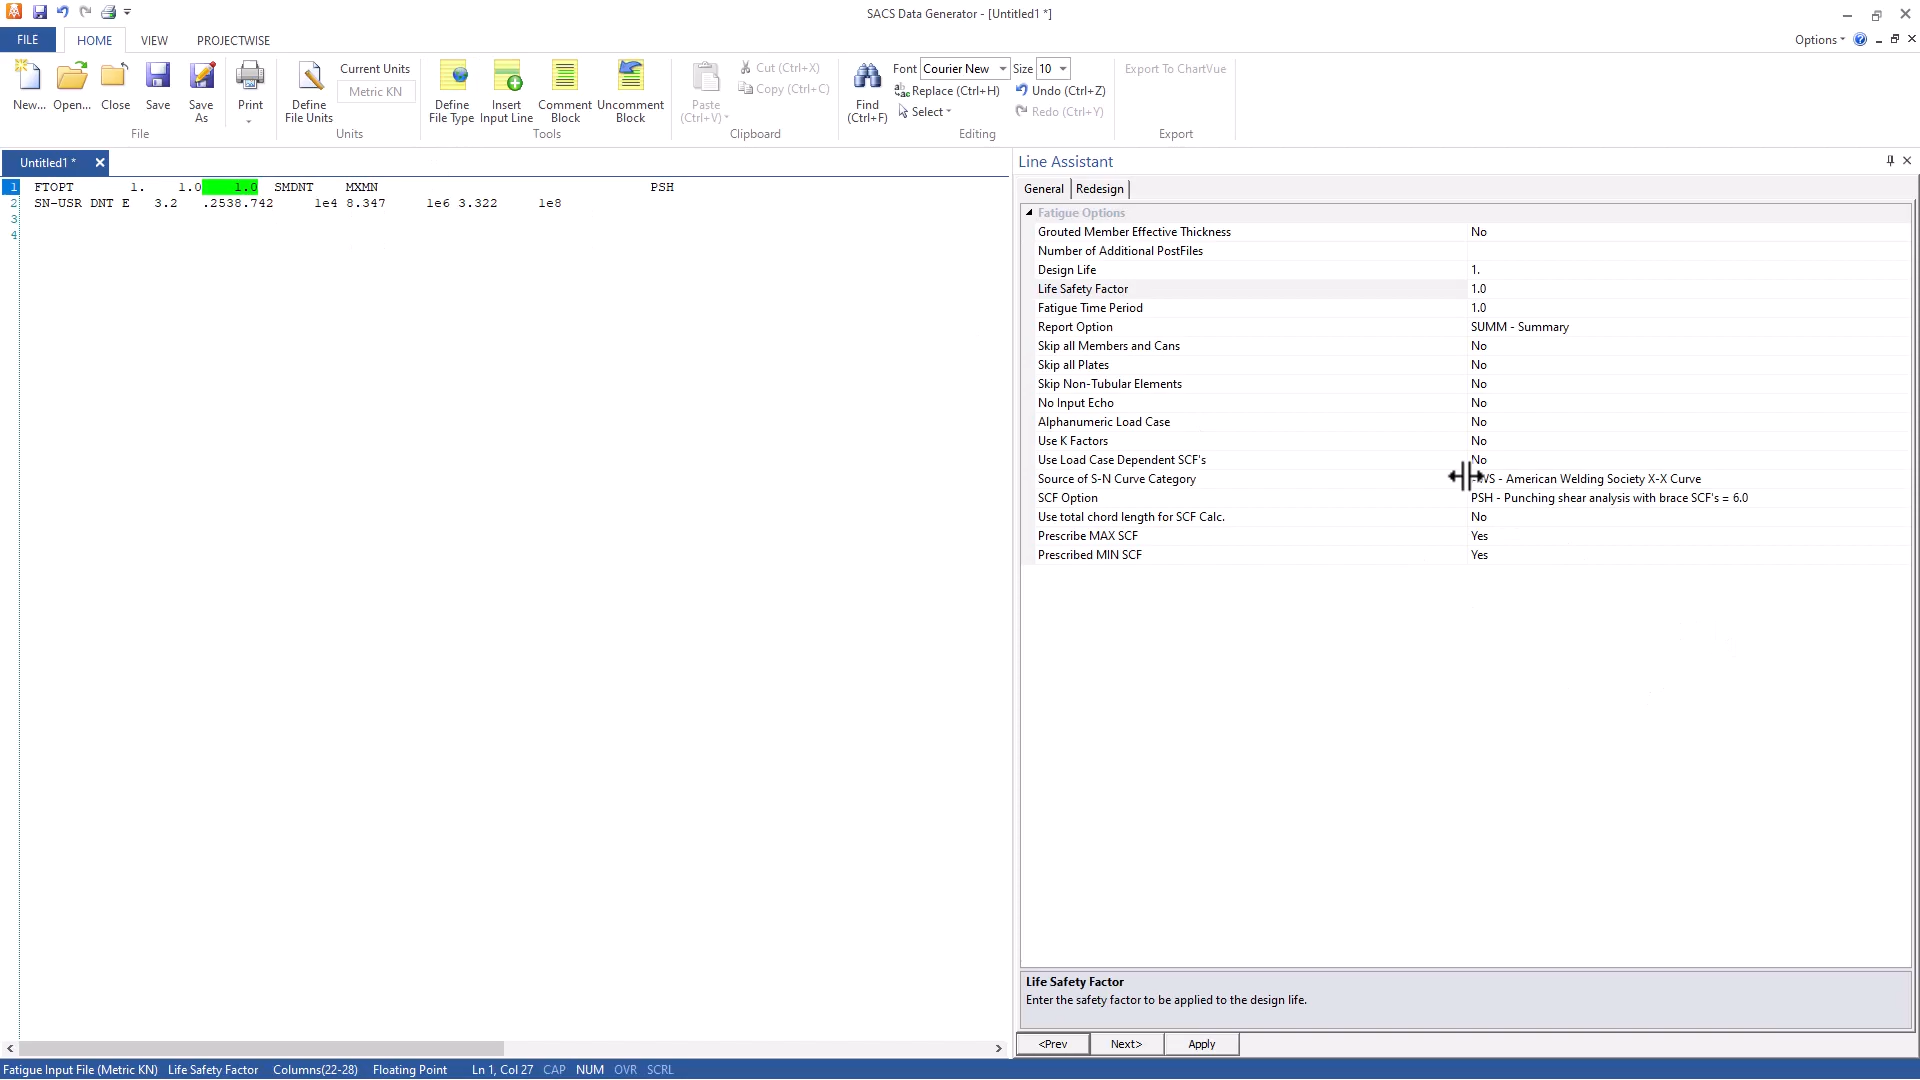 SACS Data Generator - [Untitled1 *]
FILE HOME VIEW PROJECTWISE Options
New... Open... Close Save Save As Print
File
Define File Units
Current Units
Metric KN
Units
Define File Type Insert Input Line Comment Block Uncomment Block
Tools
Paste (Ctrl+V)
Cut (Ctrl+X)
Copy (Ctrl+C)
Clipboard
Find (Ctrl+F)
Font Courier New Size 10
Replace (Ctrl+H) Undo (Ctrl+Z)
Select Redo (Ctrl+Y)
Editing
Export To ChartVue
Export
Untitled1 *
1 FTOPT 1. 1.0 1.0 SMDNT MXMN PSH
2 SN-USR DNT E 3.2 .2538.742 1e4 8.347 1e6 3.322 1e8
3
4
Line Assistant
General Redesign
Fatigue Options
Grouted Member Effective Thickness No
Number of Additional PostFiles
Design Life 1.
Life Safety Factor 1.0
Fatigue Time Period 1.0
Report Option SUMM - Summary
Skip all Members and Cans No
Skip all Plates No
Skip Non-Tubular Elements No
No Input Echo No
Alphanumeric Load Case No
Use K Factors No
Use Load Case Dependent SCF's No
Source of S-N Curve Category - American Welding Society X-X Curve
SCF Option PSH - Punching shear analysis with brace SCF's = 6.0
Use total chord length for SCF Calc. No
Prescribe MAX SCF Yes
Prescribed MIN SCF Yes
Life Safety Factor
Enter the safety factor to be applied to the design life.
<Prev Next> Apply
Fatigue Input File (Metric KN) Life Safety Factor Columns(22-28) Floating Point Ln 1, Col 27 CAP NUM OVR SCRL